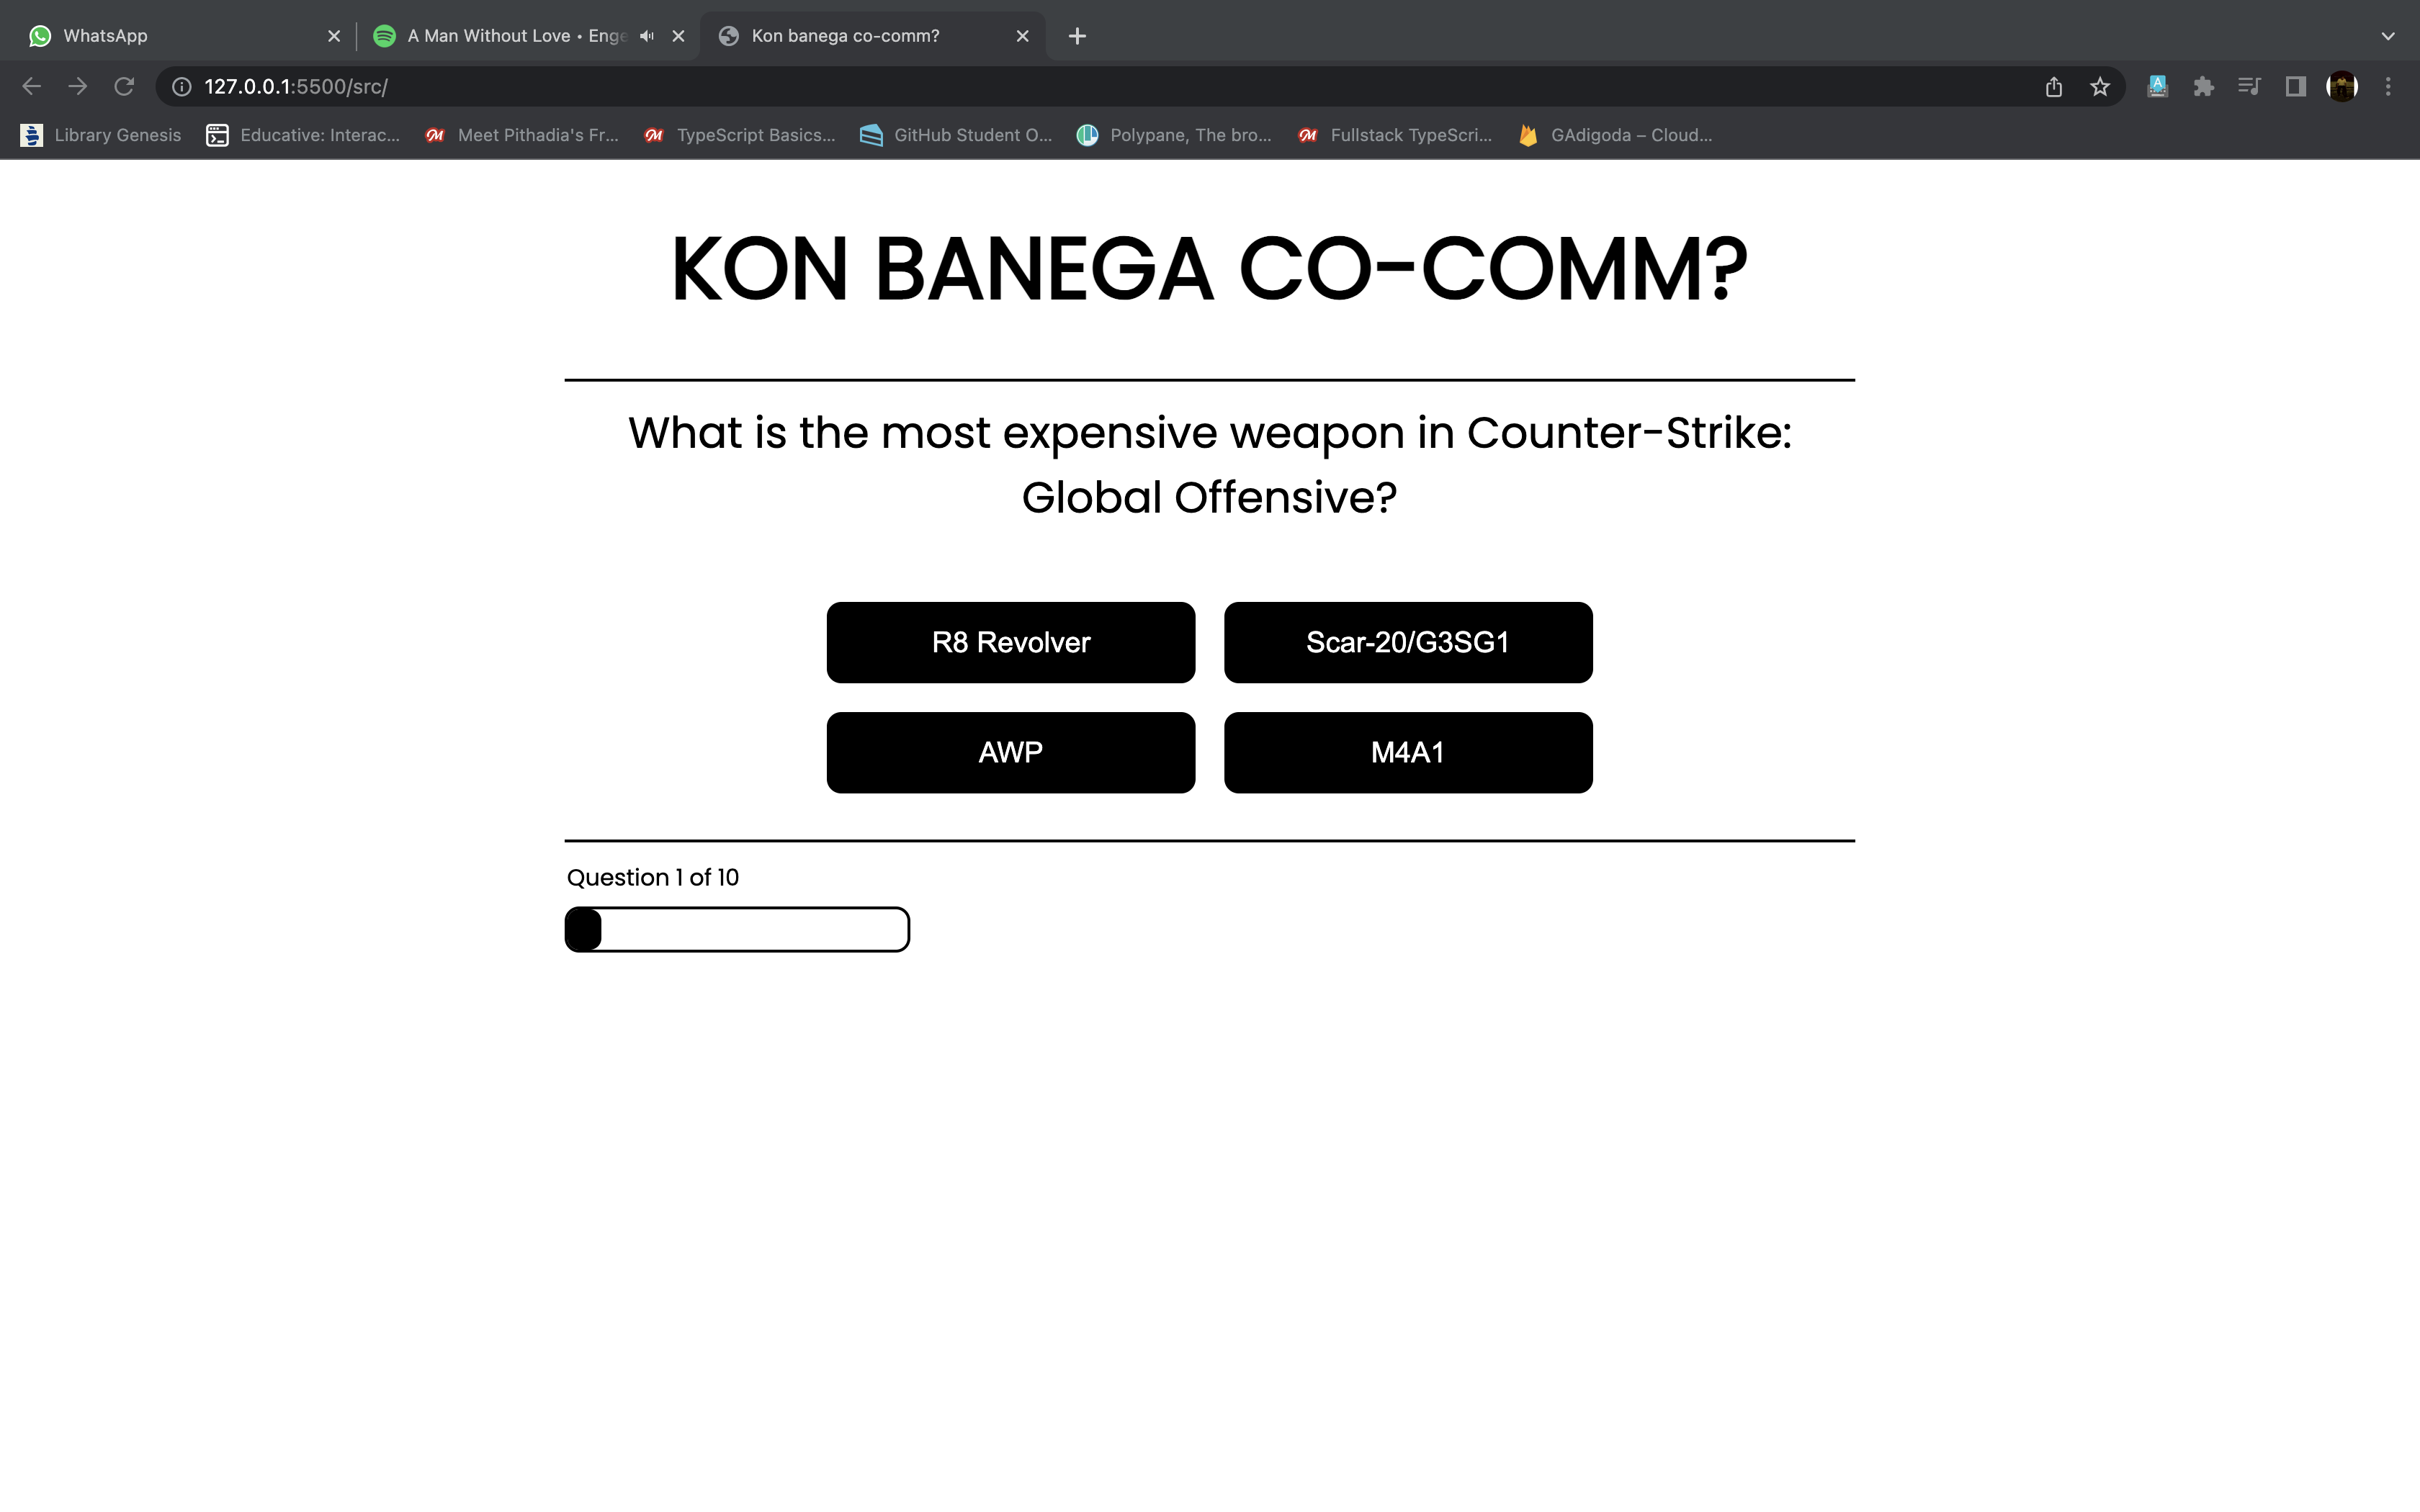 WhatsApp
A Man Without Love • Enge
Kon banega co-comm?
127.0.0.1:5500/src/
Library Genesis
Educative: Interac...
Meet Pithadia's Fr...
TypeScript Basics...
GitHub Student O...
Polypane, The bro...
Fullstack TypeScri...
GAdigoda – Cloud...
KON BANEGA CO-COMM?
What is the most expensive weapon in Counter-Strike:
Global Offensive?
R8 Revolver
Scar-20/G3SG1
AWP
M4A1
Question 1 of 10